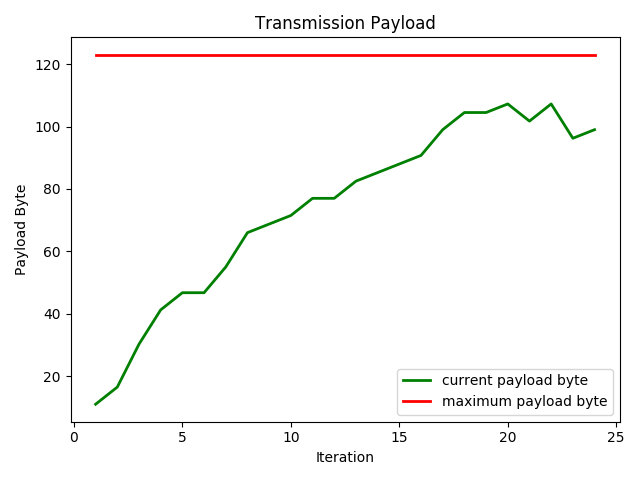 Transmission Payload
120
100
80
60
40
20
Payload Byte
current payload byte
maximum payload byte
0 5 10 15 20 25
Iteration